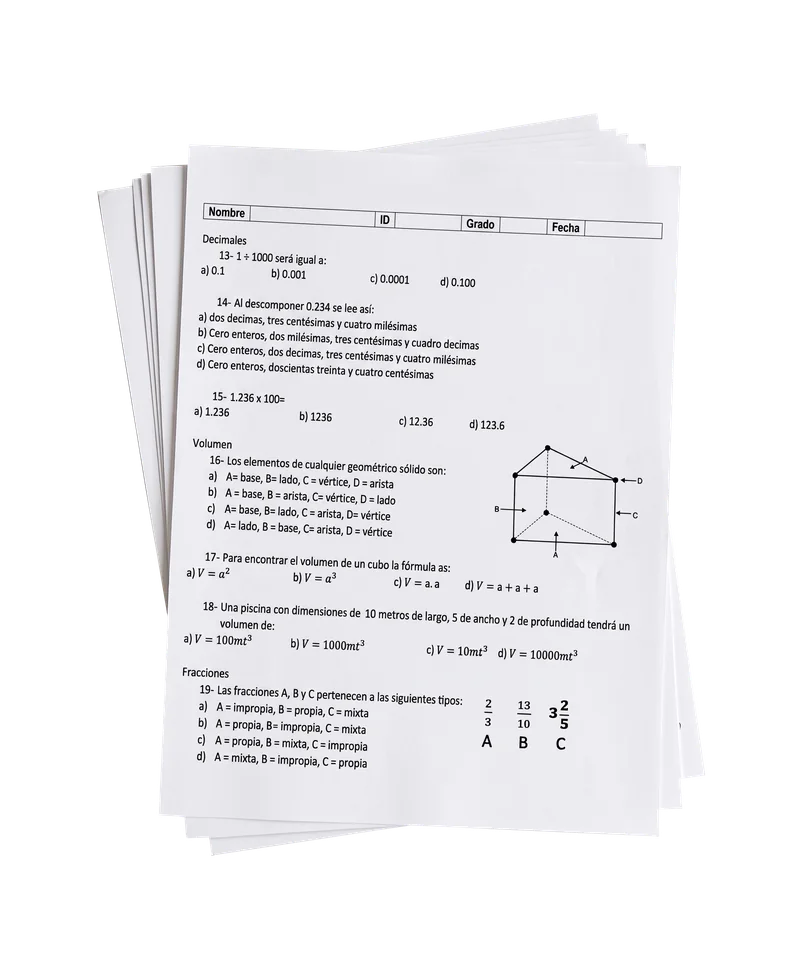 Nombre ID Grado Fecha
Decimales
13- 1 ÷ 1000 será igual a:
a) 0.1 b) 0.001 c) 0.0001 d) 0.100
14- Al descomponer 0.234 se lee así:
a) dos decimas, tres centésimas y cuatro milésimas
b) Cero enteros, dos milésimas, tres centésimas y cuadro decimas
c) Cero enteros, dos decimas, tres centésimas y cuatro milésimas
d) Cero enteros, doscientas treinta y cuatro centésimas
15- 1.236 x 100=
a) 1.236 b) 1236 c) 12.36 d) 123.6
Volumen
16- Los elementos de cualquier geométrico sólido son:
a) A= base, B= lado, C = vértice, D = arista
b) A = base, B = arista, C= vértice, D = lado
c) A= base, B= lado, C = arista, D= vértice
d) A= lado, B = base, C= arista, D = vértice
A
D
B
C
A
17- Para encontrar el volumen de un cubo la fórmula as:
a) V = a² b) V = a³ c) V = a. a d) V = a + a + a
18- Una piscina con dimensiones de 10 metros de largo, 5 de ancho y 2 de profundidad tendrá un
volumen de:
a) V = 100mt³ b) V = 1000mt³ c) V = 10mt³ d) V = 10000mt³
Fracciones
19- Las fracciones A, B y C pertenecen a las siguientes tipos:
a) A = impropia, B = propia, C = mixta
b) A = propia, B= impropia, C = mixta
c) A = propia, B = mixta, C = impropia
d) A = mixta, B = impropia, C = propia
2/3 13/10 3 2/5
A B C